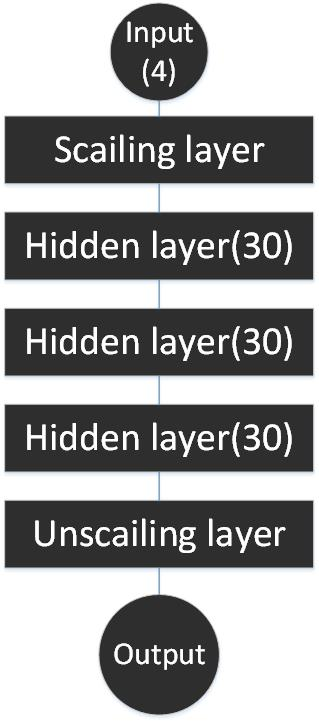 Input
(4)
Scailing layer
Hidden layer(30)
Hidden layer(30)
Hidden layer(30)
Unscailing layer
Output